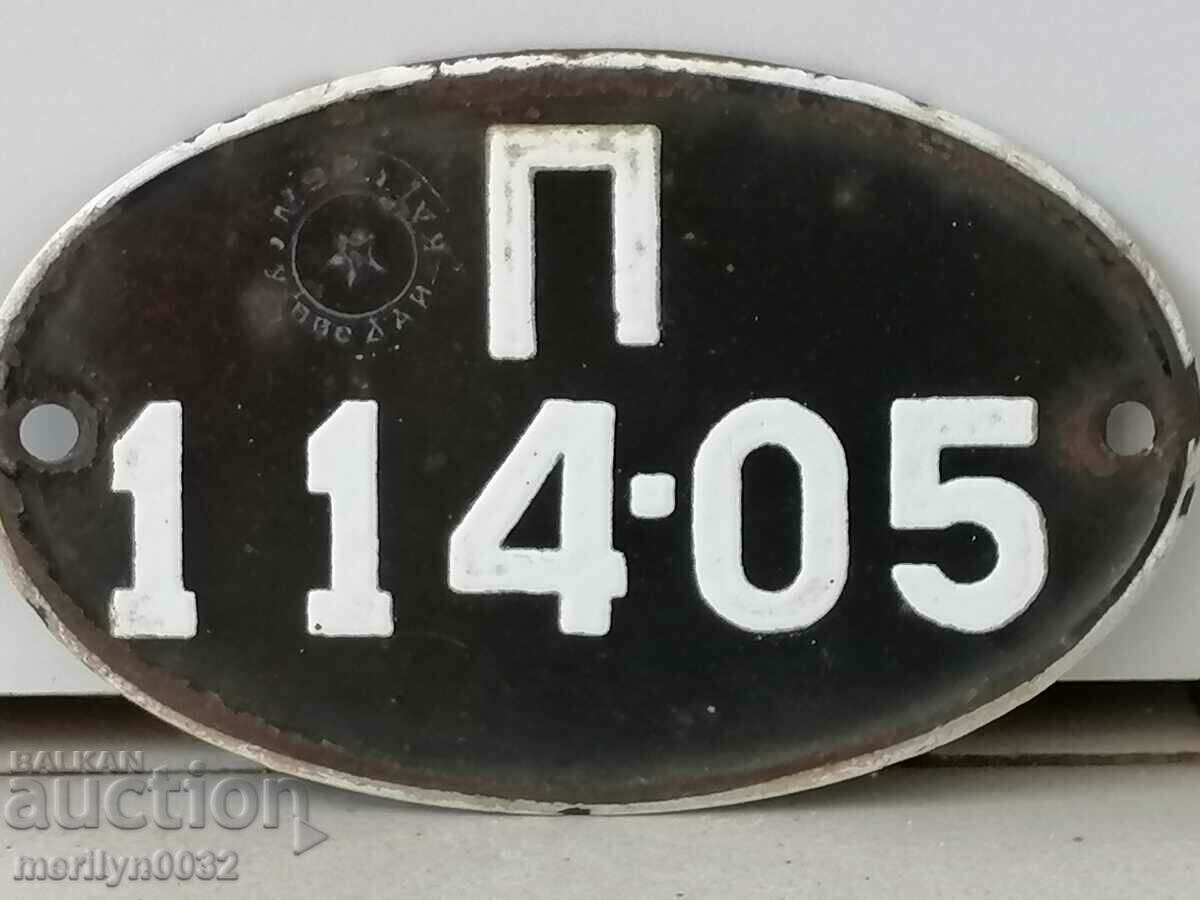 П
114·05
BALKAN
auction
merilyn0032